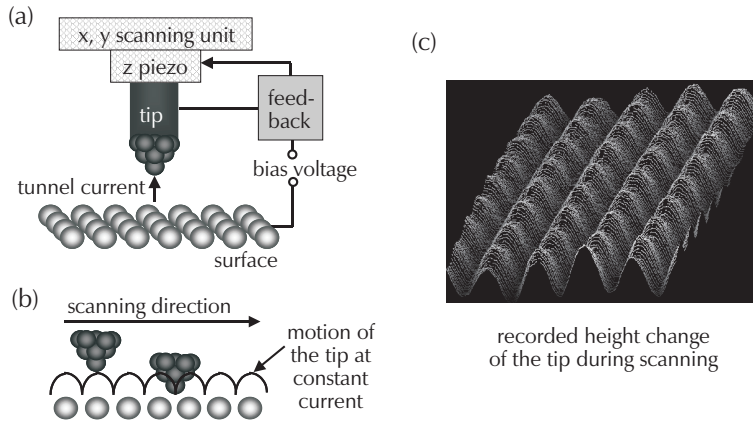 (a)
x, y scanning unit
z piezo
tip
feed-
back
bias voltage
tunnel current
surface
(b)
scanning direction
motion of
the tip at
constant
current
(c)
recorded height change
of the tip during scanning